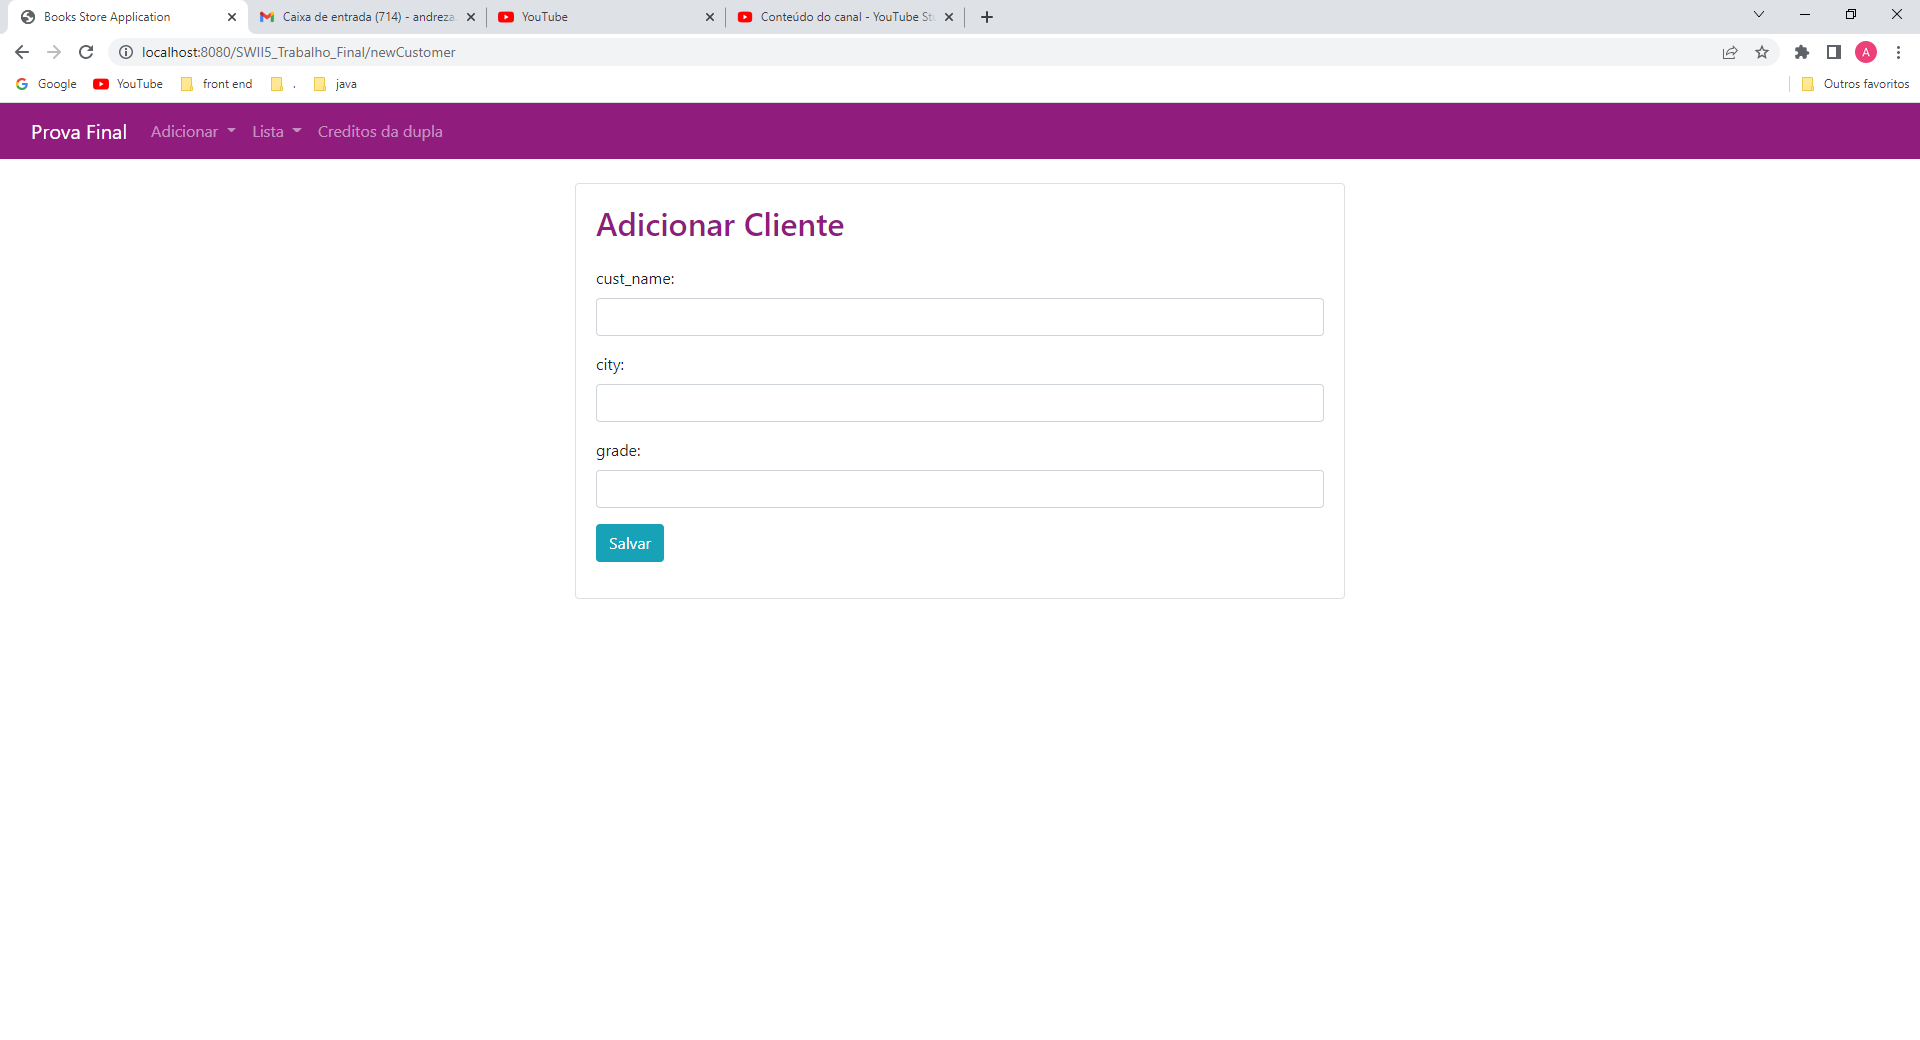 Books Store Application
Caixa de entrada (714) - andreza
YouTube
Conteúdo do canal - YouTube St
localhost:8080/SWII5_Trabalho_Final/newCustomer
A
Google
YouTube
front end
.
java
Outros favoritos
Prova Final
Adicionar
Lista
Creditos da dupla
Adicionar Cliente
cust_name:
city:
grade:
Salvar